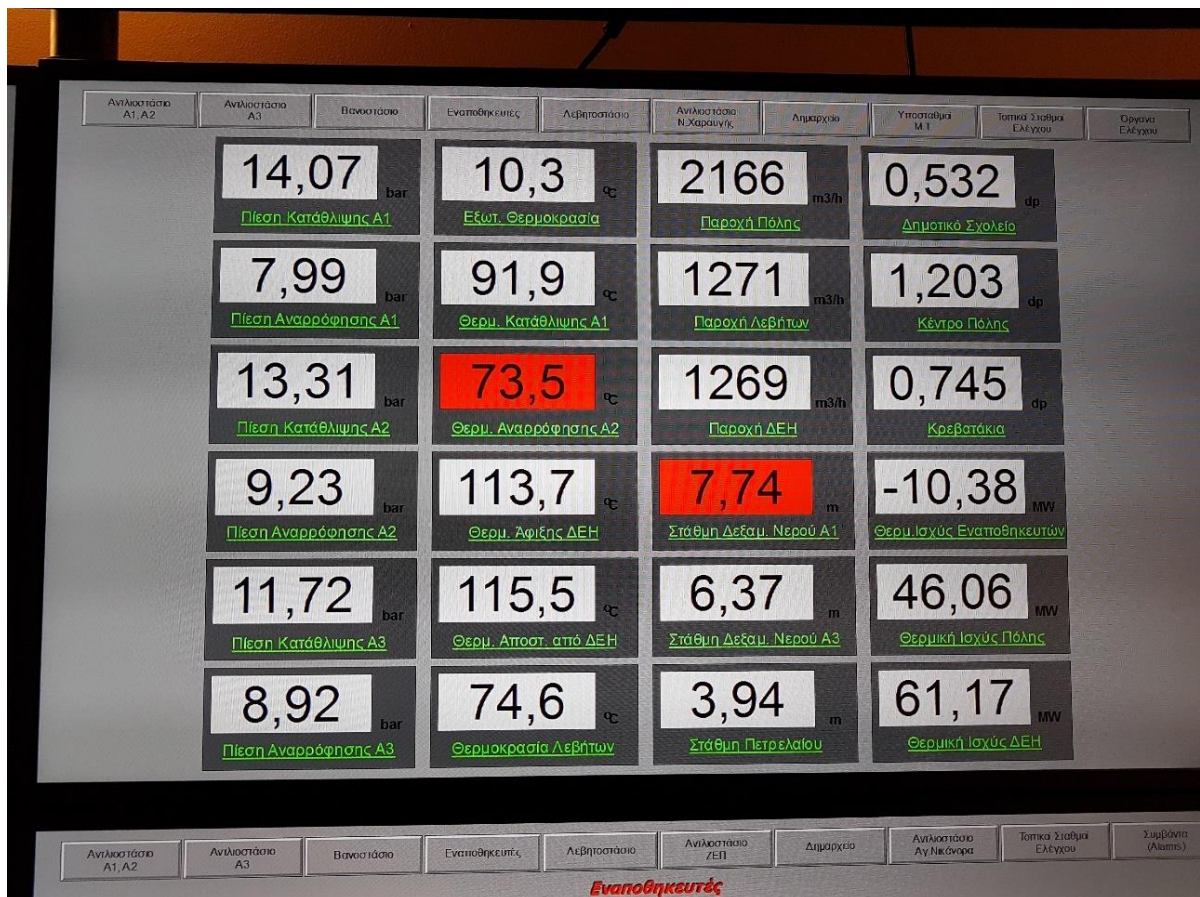 Αντλιοστάσιο Α1,Α2
Αντλιοστάσιο Α3
Βανοστάσιο
Εναποθηκευτές
Λεβητοστάσιο
Αντλιοστάσιο Ν.Χαραυγής
Δημαρχείο
Υποσταθμοί Μ.Τ.
Τοπικοί Σταθμοί Ελέγχου
Όργανα Ελέγχου
14,07 bar
Πίεση Κατάθλιψης Α1
10,3 °C
Εξωτ. Θερμοκρασία
2166 m3/h
Παροχή Πόλης
0,532 dp
Δημοτικό Σχολείο
7,99 bar
Πίεση Αναρρόφησης Α1
91,9 °C
Θερμ. Κατάθλιψης Α1
1271 m3/h
Παροχή Λεβήτων
1,203 dp
Κέντρο Πόλης
13,31 bar
Πίεση Κατάθλιψης Α2
73,5 °C
Θερμ. Αναρρόφησης Α2
1269 m3/h
Παροχή ΔΕΗ
0,745 dp
Κρεβατάκια
9,23 bar
Πίεση Αναρρόφησης Α2
113,7 °C
Θερμ. Άφιξης ΔΕΗ
7,74 m
Στάθμη Δεξαμ. Νερού Α1
-10,38 MW
Θερμ.Ισχύς Εναποθηκευτών
11,72 bar
Πίεση Κατάθλιψης Α3
115,5 °C
Θερμ. Αποστ. από ΔΕΗ
6,37 m
Στάθμη Δεξαμ. Νερού Α3
46,06 MW
Θερμική Ισχύς Πόλης
8,92 bar
Πίεση Αναρρόφησης Α3
74,6 °C
Θερμοκρασία Λεβήτων
3,94 m
Στάθμη Πετρελαίου
61,17 MW
Θερμική Ισχύς ΔΕΗ
Αντλιοστάσιο Α1,Α2
Αντλιοστάσιο Α3
Βανοστάσιο
Εναποθηκευτές
Λεβητοστάσιο
Αντλιοστάσιο ΖΕΠ
Δημαρχείο
Αντλιοστάσιο Αγ.Νικάνορα
Τοπικοί Σταθμοί Ελέγχου
Συμβάντα (Alarms)
Εναποθηκευτές